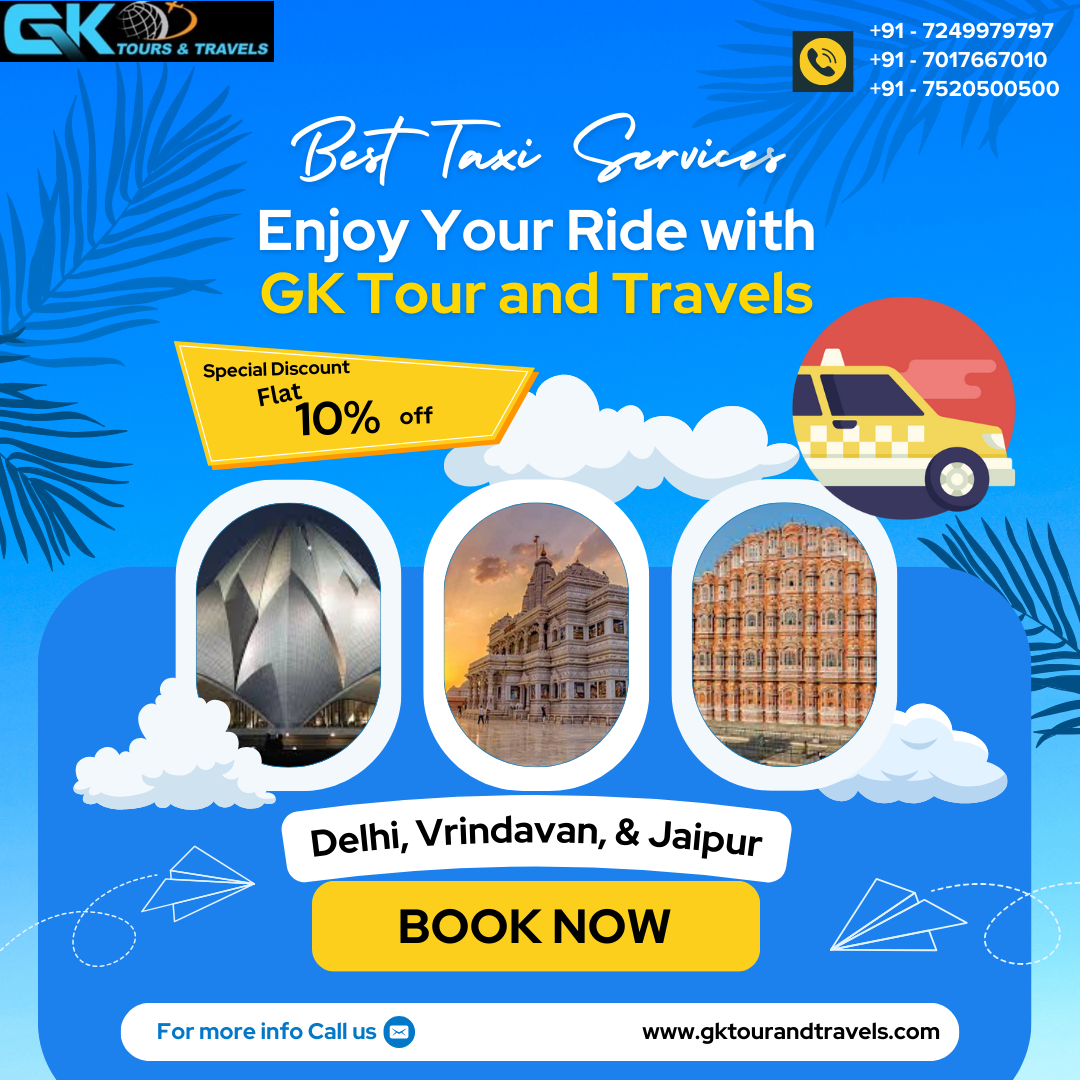 GK TOURS & TRAVELS
+91 - 7249979797
+91 - 7017667010
+91 - 7520500500
Best Taxi Services
Enjoy Your Ride with
GK Tour and Travels
Special Discount
Flat
10% off
Delhi, Vrindavan, & Jaipur
BOOK NOW
For more info Call us
www.gktourandtravels.com